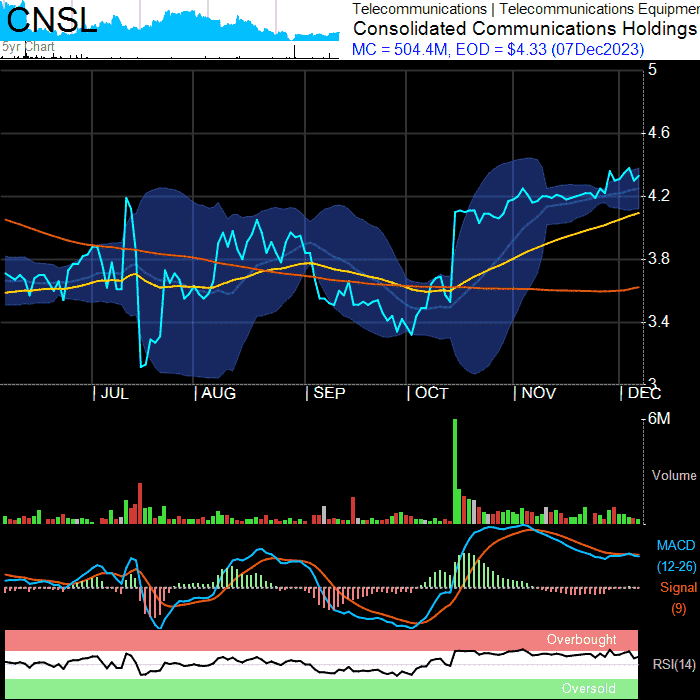 CNSL
5yr Chart
Telecommunications | Telecommunications Equipmen
Consolidated Communications Holdings
MC = 504.4M, EOD = $4.33 (07Dec2023)
5
4.6
4.2
3.8
3.4
3
| JUL | AUG | SEP | OCT | NOV | DEC
6M
Volume
MACD
(12-26)
Signal
(9)
Overbought
RSI(14)
Oversold